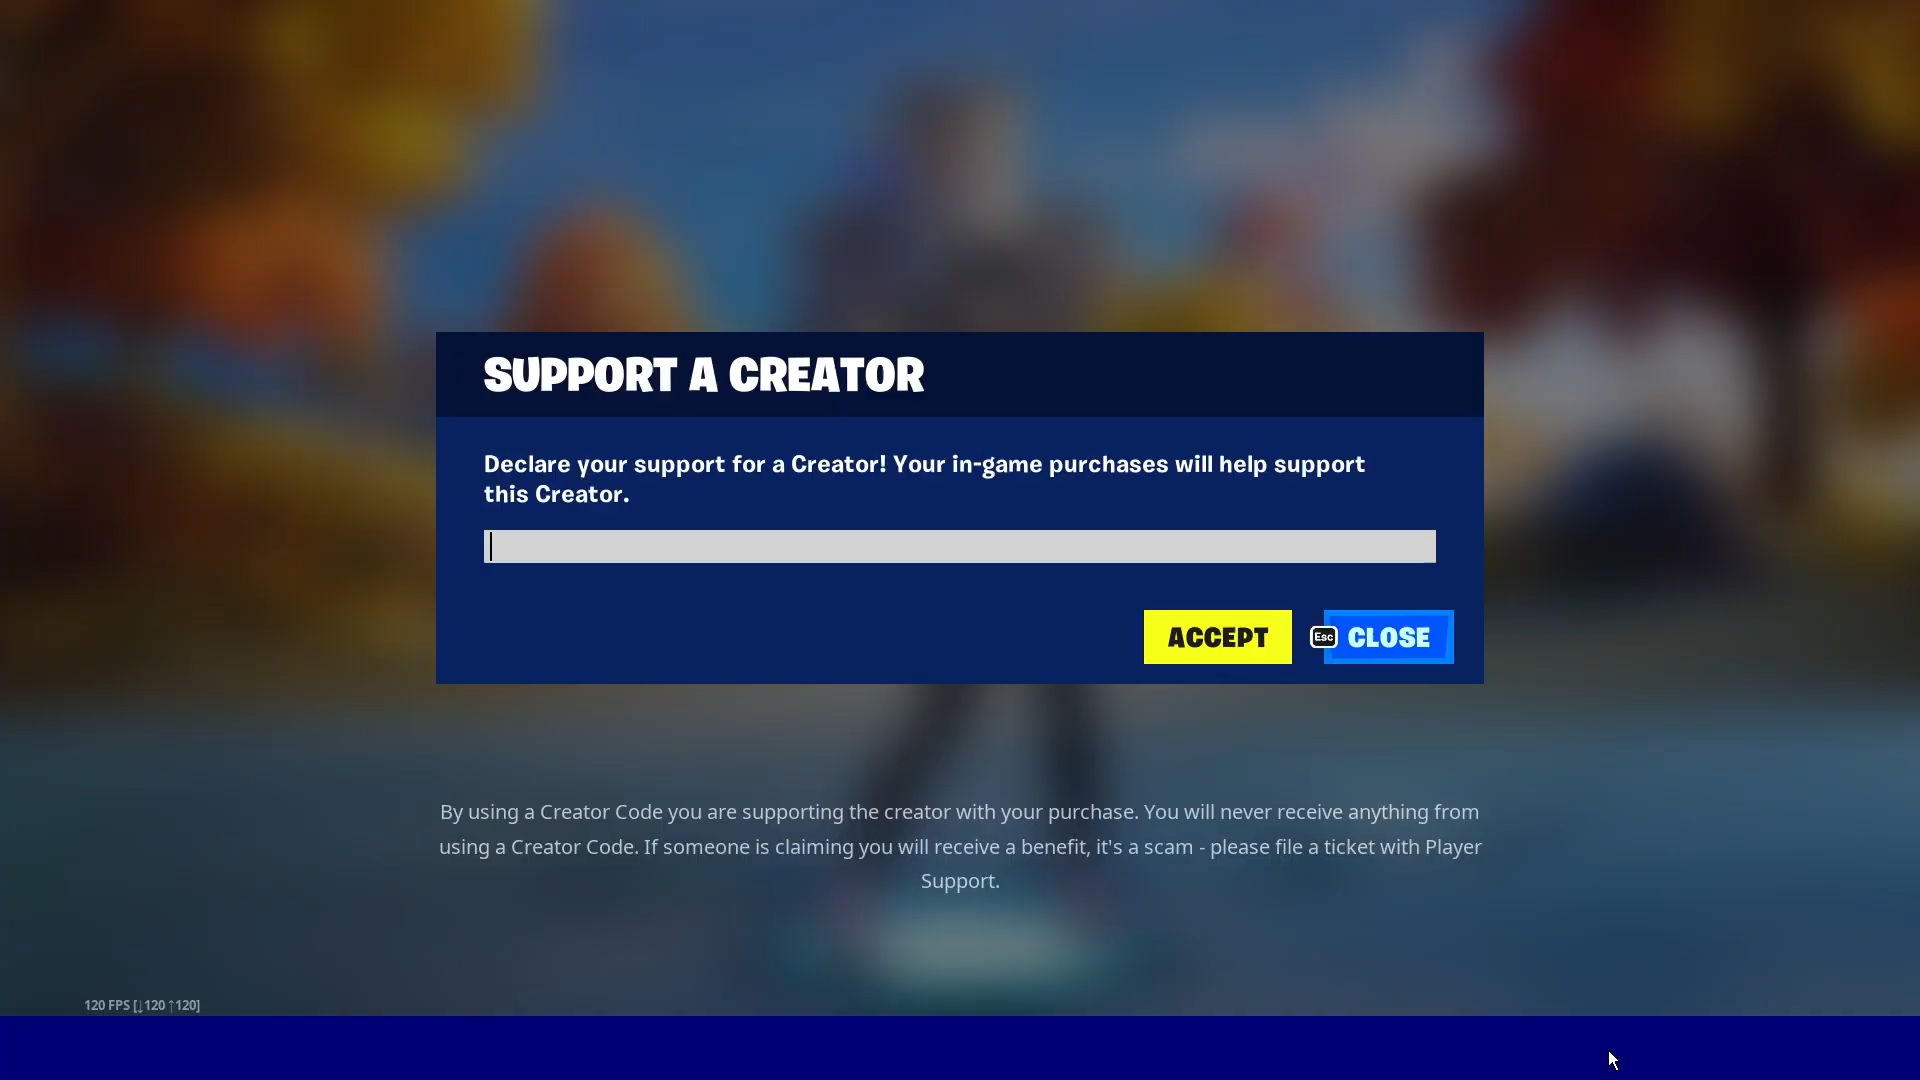 SUPPORT A CREATOR
Declare your support for a Creator! Your in-game purchases will help support
this Creator.
ACCEPT
Esc CLOSE
By using a Creator Code you are supporting the creator with your purchase. You will never receive anything from
using a Creator Code. If someone is claiming you will receive a benefit, it's a scam - please file a ticket with Player
Support.
120 FPS [↓120 ↑120]